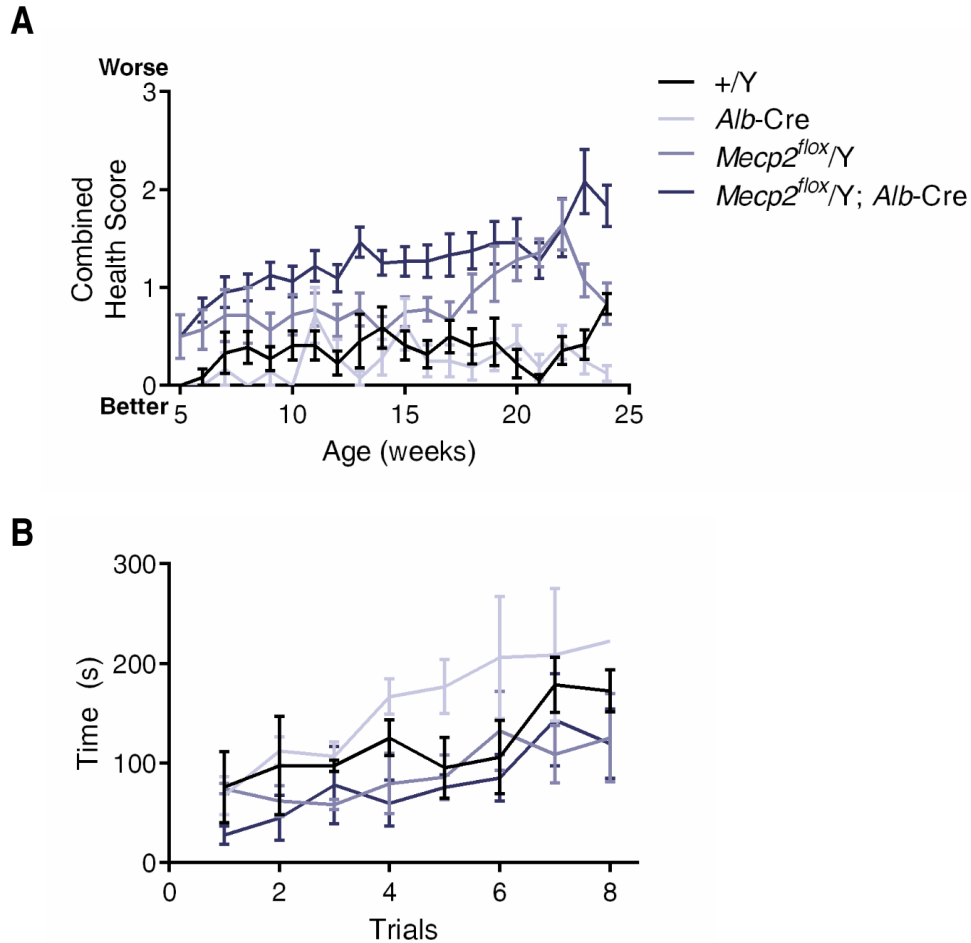 A
Worse
3
2
1
0
Combined
Health Score
Better
5 10 15 20 25
Age (weeks)
+/Y
Alb-Cre
Mecp2flox/Y
Mecp2flox/Y; Alb-Cre
B
300
200
100
0
Time (s)
0 2 4 6 8
Trials